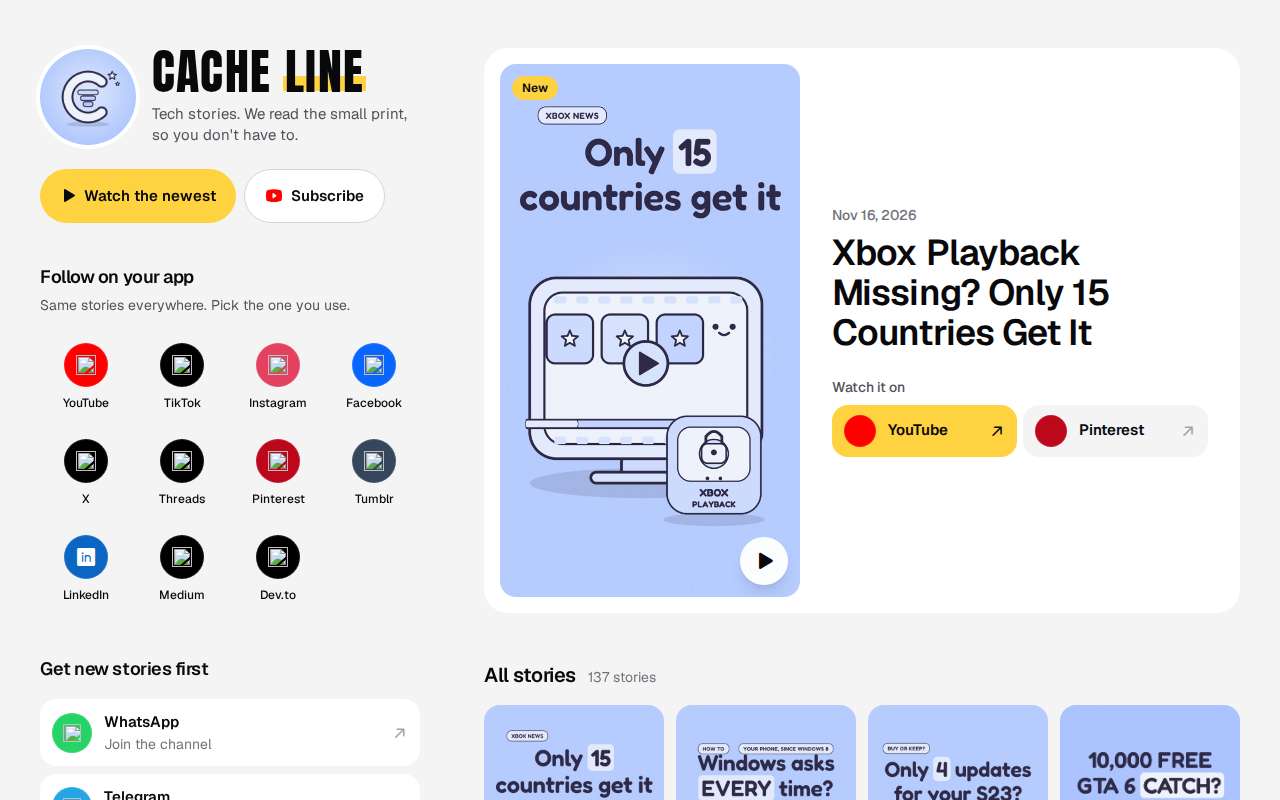 CACHE LINE
Tech stories. We read the small print,
so you don't have to.
Watch the newest
Subscribe
Follow on your app
Same stories everywhere. Pick the one you use.
YouTube
TikTok
Instagram
Facebook
X
Threads
Pinterest
Tumblr
LinkedIn
Medium
Dev.to
Get new stories first
WhatsApp
Join the channel
Telegram
New
XBOX NEWS
Only 15
countries get it
XBOX
PLAYBACK
Nov 16, 2026
Xbox Playback
Missing? Only 15
Countries Get It
Watch it on
YouTube
Pinterest
All stories
137 stories
XBOX NEWS
Only 15
countries get it
HOW TO
YOUR PHONE, SINCE WINDOWS 8
Windows asks
EVERY time?
BUY OR KEEP?
Only 4 updates
for your S23?
10,000 FREE
GTA 6 CATCH?